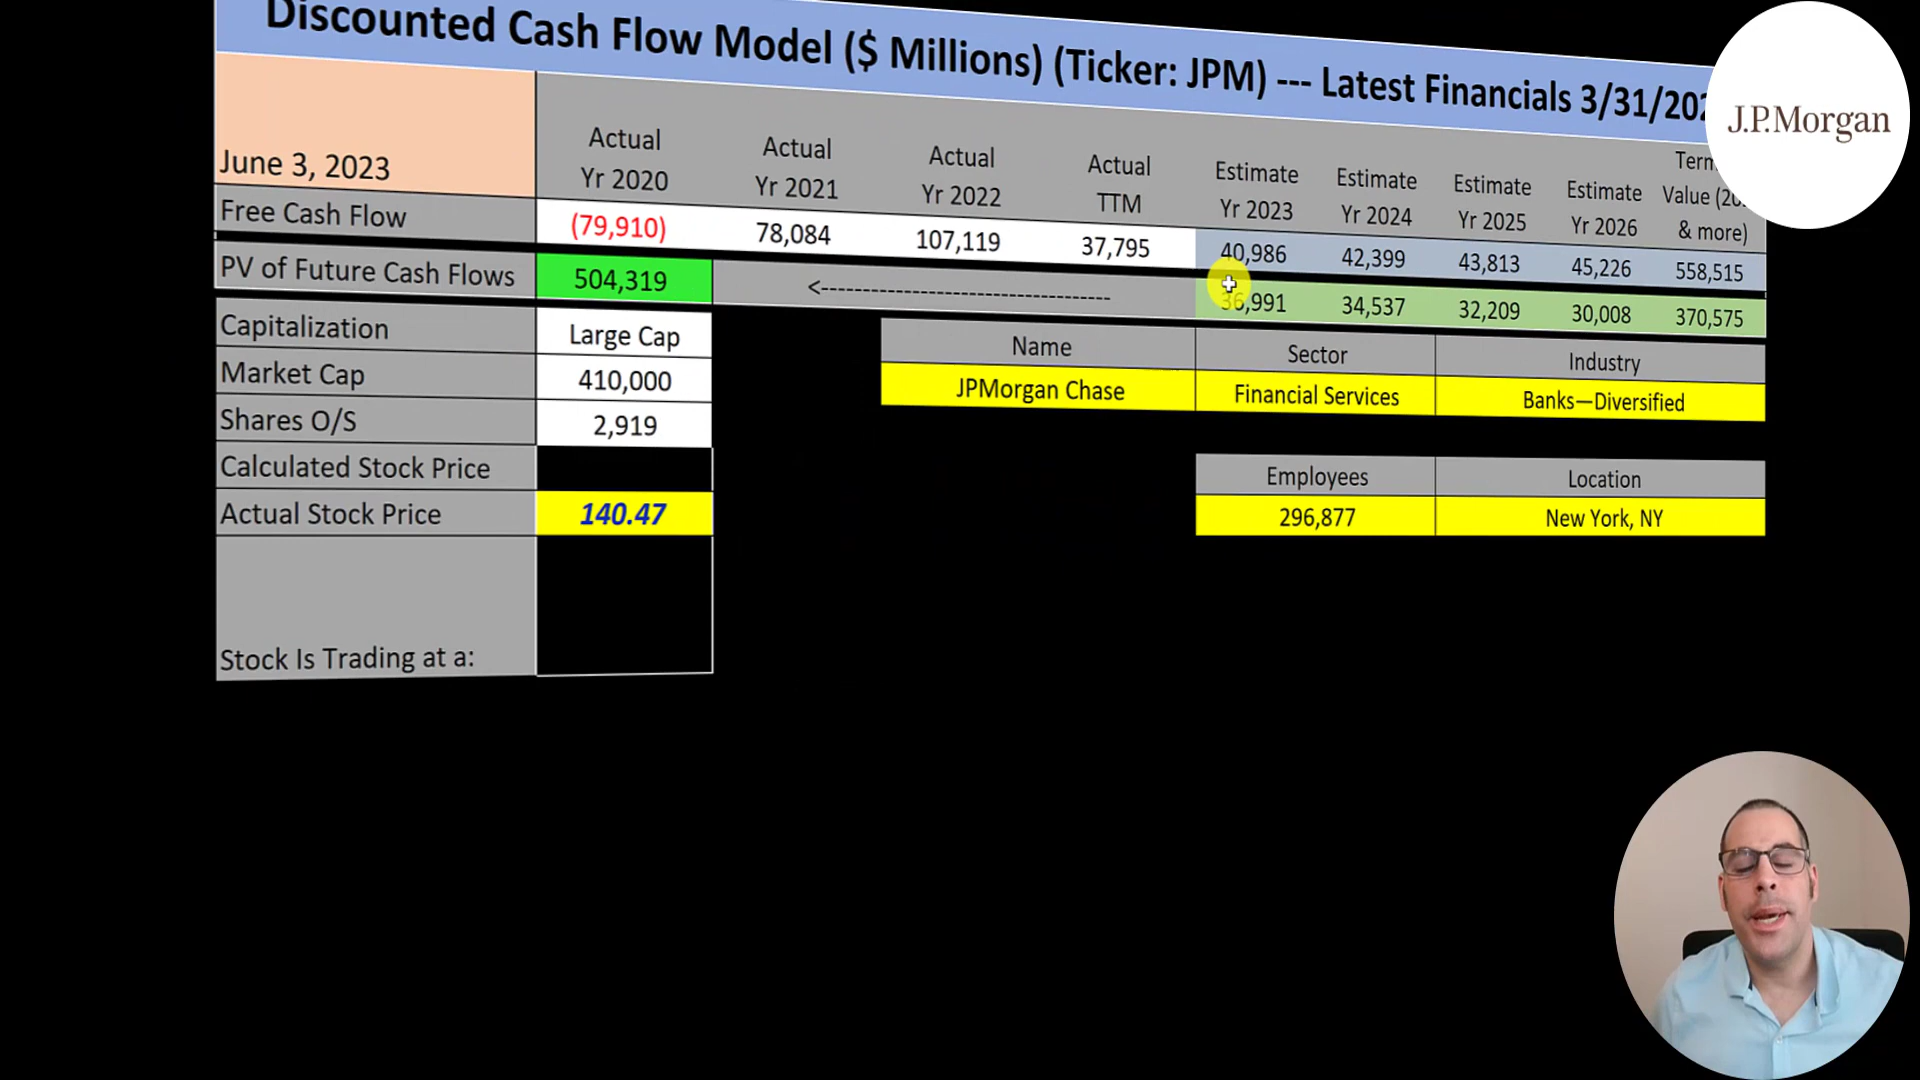 Discounted Cash Flow Model ($ Millions) (Ticker: JPM) --- Latest Financials 3/31/202
J.P.Morgan
June 3, 2023
Actual Yr 2020
Actual Yr 2021
Actual Yr 2022
Actual TTM
Estimate Yr 2023
Estimate Yr 2024
Estimate Yr 2025
Estimate Yr 2026
Term
Value (20
& more)
Free Cash Flow (79,910) 78,084 107,119 37,795 40,986 42,399 43,813 45,226 558,515
PV of Future Cash Flows 504,319 <------------------------------------ 36,991 34,537 32,209 30,008 370,575
Capitalization Large Cap
Market Cap 410,000
Shares O/S 2,919
Calculated Stock Price
Actual Stock Price 140.47
Stock Is Trading at a:
Name Sector Industry
JPMorgan Chase Financial Services Banks—Diversified
Employees Location
296,877 New York, NY